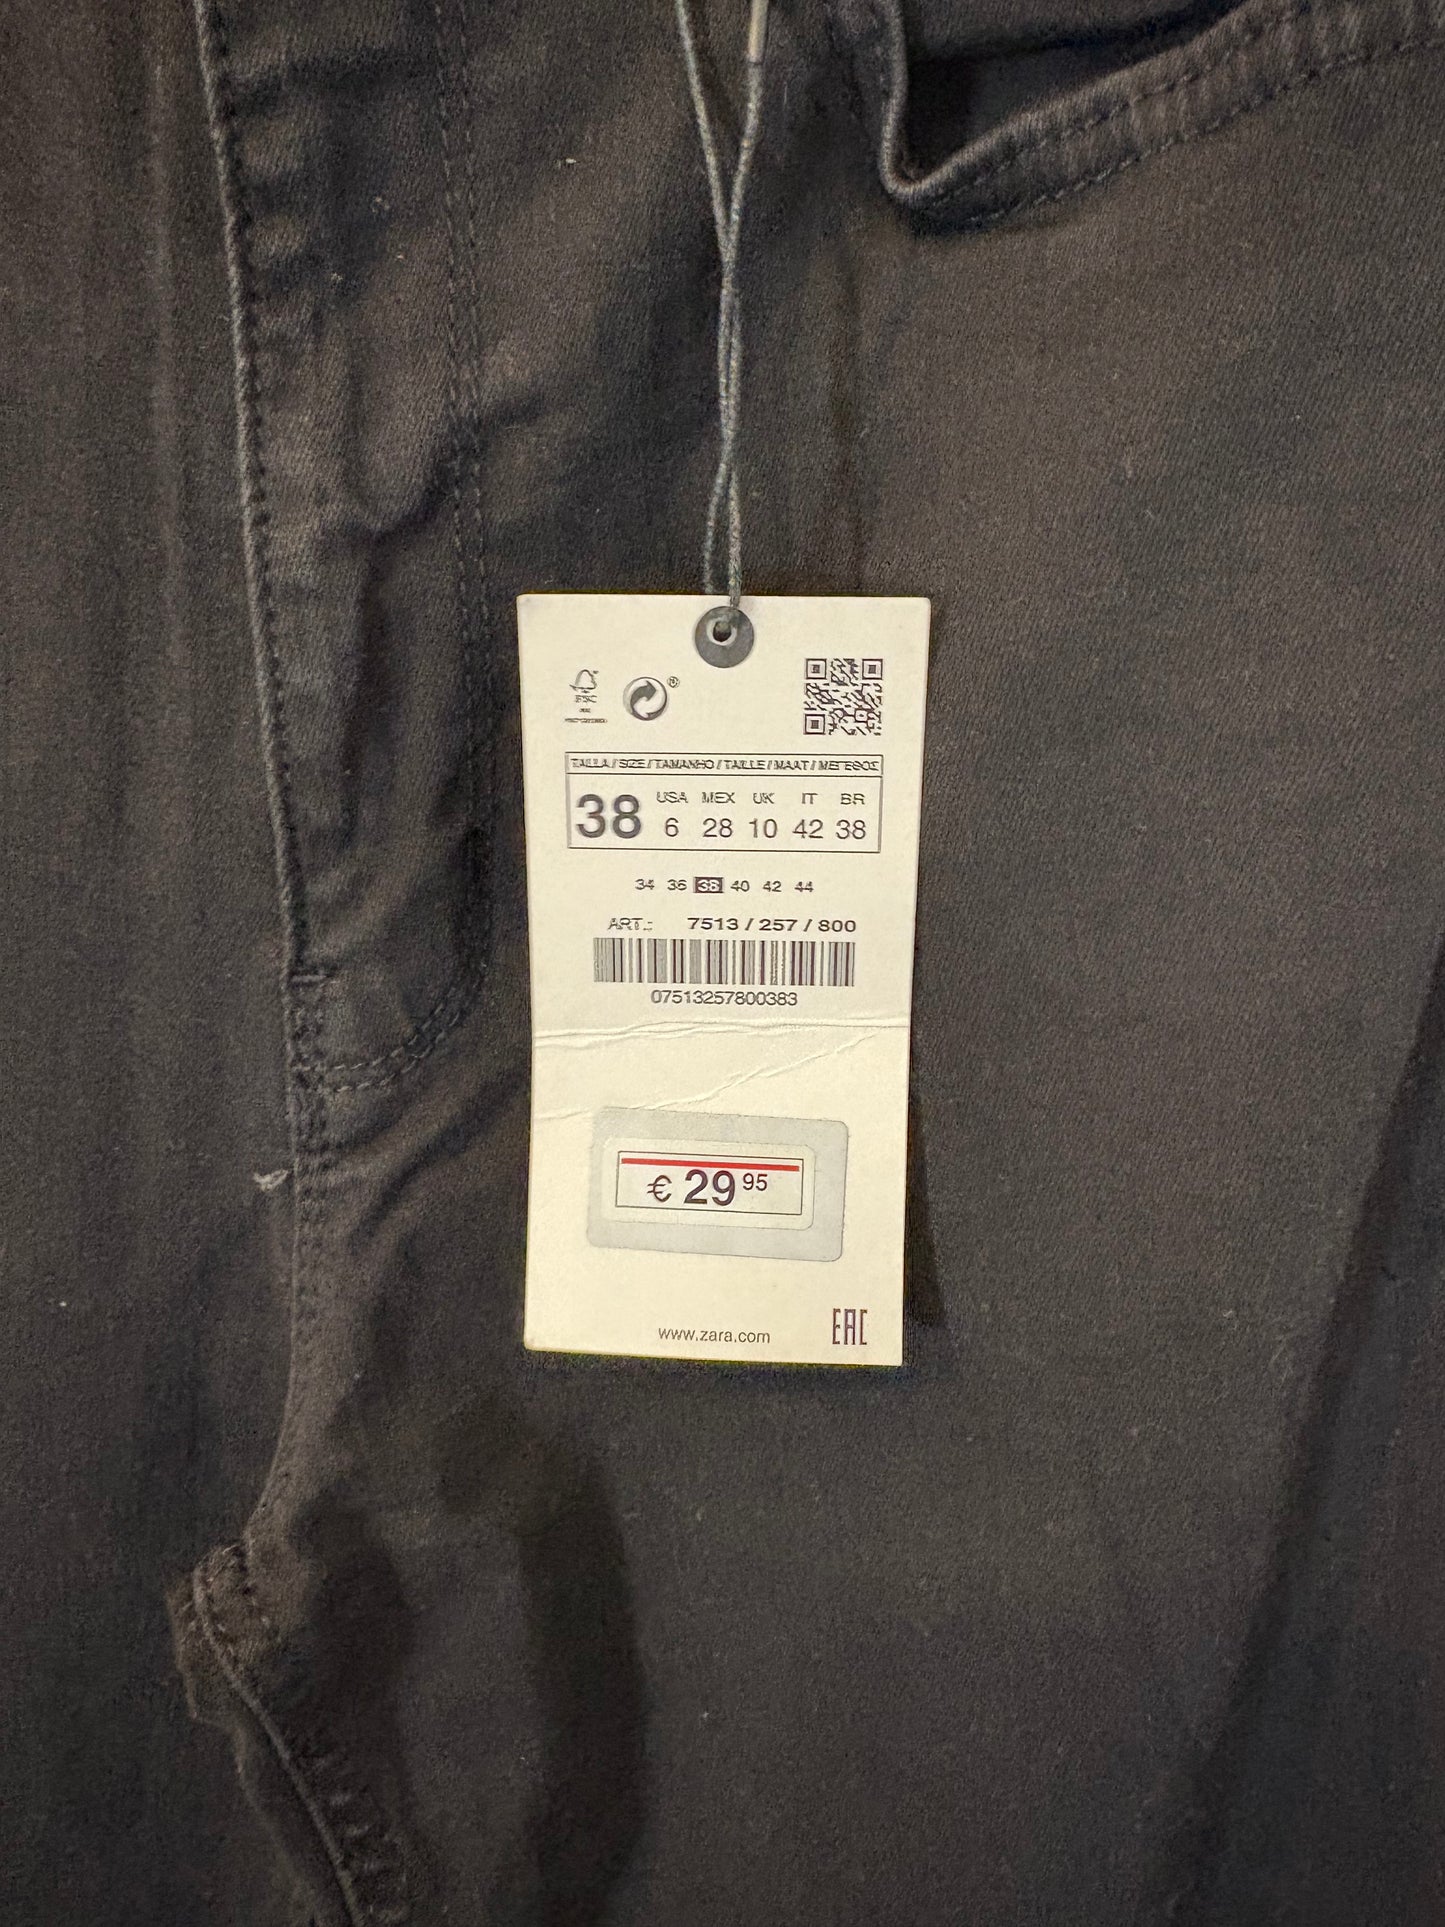 FSC
®
TALLA / SIZE / TAMANHO / TAILLE / MAAT / ΜΕΓΕΘΟΣ
38
USA MEX UK IT BR
6 28 10 42 38
34 36 38 40 42 44
ART.: 7513 / 257 / 800
07513257800383
€ 29 95
www.zara.com
EAC